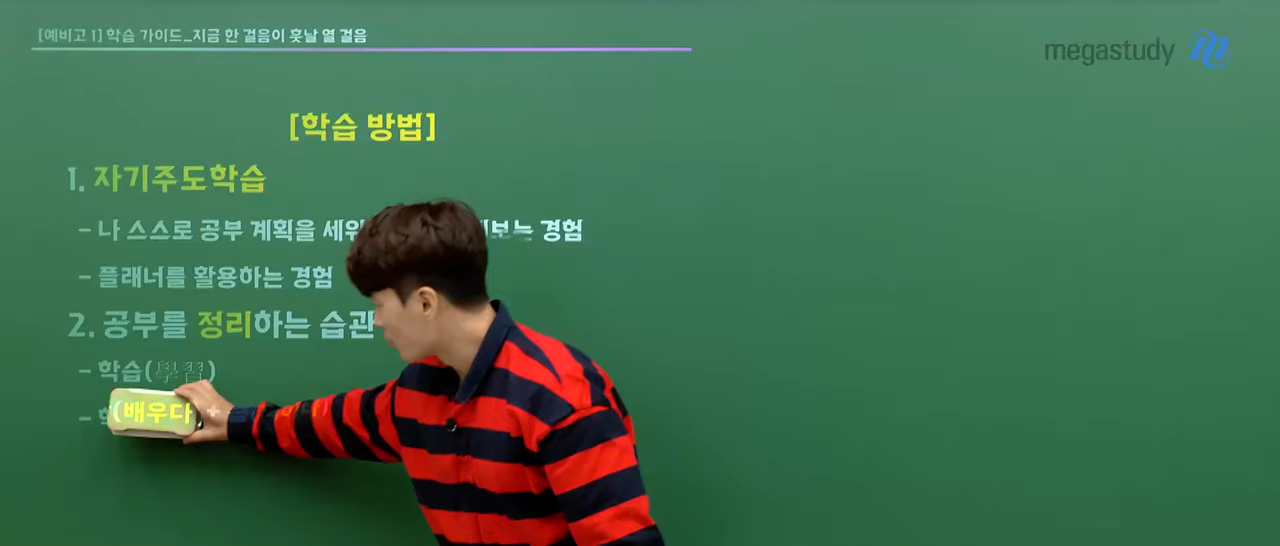 [예비고 1] 학습 가이드_지금 한 걸음이 훗날 열 걸음
megastudy
[학습 방법]
1. 자기주도학습
- 나 스스로 공부 계획을 세워 보는 경험
- 플래너를 활용하는 경험
2. 공부를 정리하는 습관
- 학습(學習)
- 학(배우다) +